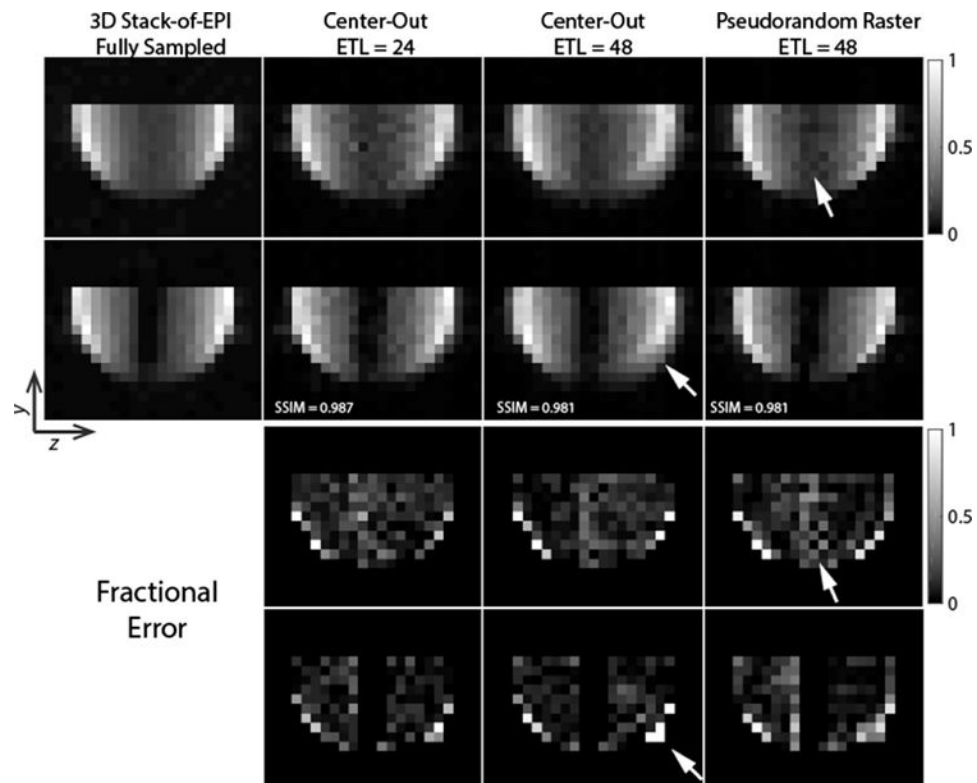 3D Stack-of-EPI
Fully Sampled
Center-Out
ETL = 24
Center-Out
ETL = 48
Pseudorandom Raster
ETL = 48
1
0.5
0
y
z
SSIM = 0.987
SSIM = 0.981
SSIM = 0.981
Fractional
Error
1
0.5
0